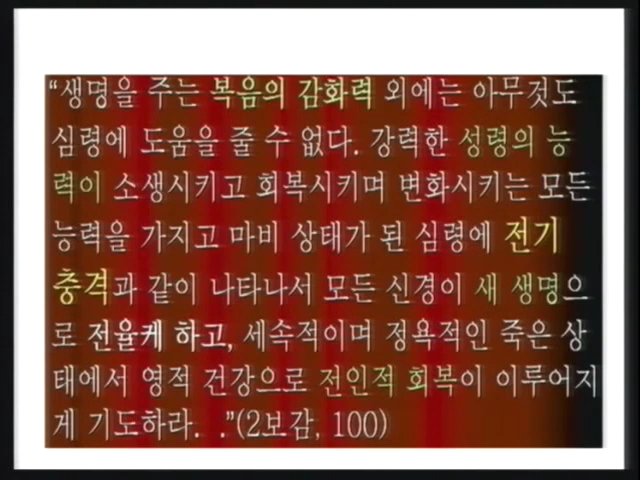 “생명을 주는 복음의 감화력 외에는 아무것도
심령에 도움을 줄 수 없다. 강력한 성령의 능
력이 소생시키고 회복시키며 변화시키는 모든
능력을 가지고 마비 상태가 된 심령에 전기
충격과 같이 나타나서 모든 신경이 새 생명으
로 전율케 하고, 세속적이며 정욕적인 죽은 상
태에서 영적 건강으로 전인적 회복이 이루어지
게 기도하라. .”(2보감, 100)